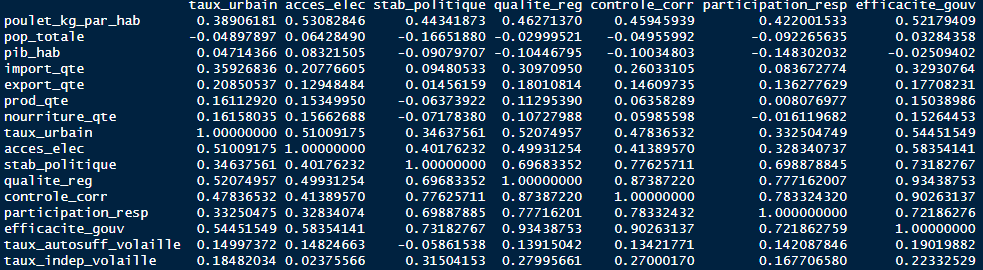 taux_urbain acces_elec stab_politique qualite_reg controle_corr participation_resp efficacite_gouv
poulet_kg_par_hab 0.38906181 0.53082846 0.44341873 0.46271370 0.45945939 0.422001533 0.52179409
pop_totale -0.04897897 0.06428490 -0.16651880 -0.02999521 -0.04955992 -0.092265635 0.03284358
pib_hab 0.04714366 0.08321505 -0.09079707 -0.10446795 -0.10034803 -0.148302032 -0.02509402
import_qte 0.35926836 0.20776605 0.09480533 0.30970950 0.26033105 0.083672774 0.32930764
export_qte 0.20850537 0.12948484 0.01456159 0.18010814 0.14609735 0.136277629 0.17708231
prod_qte 0.16112920 0.15349950 -0.06373922 0.11295390 0.06358289 0.008076977 0.15038986
nourriture_qte 0.16158035 0.15662688 -0.07178380 0.10727988 0.05985598 -0.016119682 0.15264453
taux_urbain 1.00000000 0.51009175 0.34637561 0.52074957 0.47836532 0.332504749 0.54451549
acces_elec 0.51009175 1.00000000 0.40176232 0.49931254 0.41389570 0.328340737 0.58354141
stab_politique 0.34637561 0.40176232 1.00000000 0.69683352 0.77625711 0.698878845 0.73182767
qualite_reg 0.52074957 0.49931254 0.69683352 1.00000000 0.87387220 0.777162007 0.93438753
controle_corr 0.47836532 0.41389570 0.77625711 0.87387220 1.00000000 0.783324320 0.90263137
participation_resp 0.33250475 0.32834074 0.69887885 0.77716201 0.78332432 1.000000000 0.72186276
efficacite_gouv 0.54451549 0.58354141 0.73182767 0.93438753 0.90263137 0.721862759 1.00000000
taux_autosuff_volaille 0.14997372 0.14824663 -0.05861538 0.13915042 0.13421771 0.142087846 0.19019882
taux_indep_volaille 0.18482034 0.02375566 0.31504153 0.27995661 0.27000170 0.167706580 0.22332529